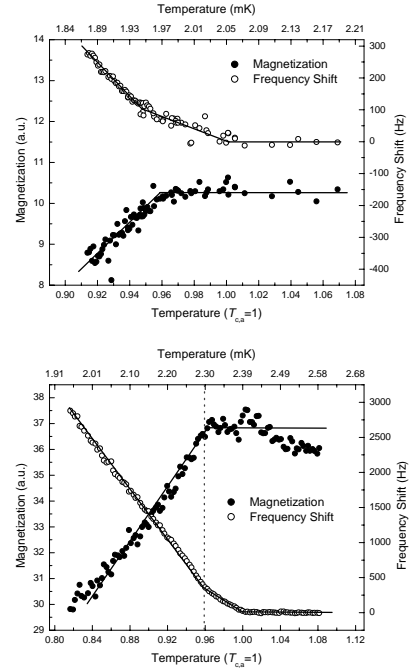 Temperature (mK)
1.84 1.89 1.93 1.97 2.01 2.05 2.09 2.13 2.17 2.21
14
13
12
11
10
9
8
300
200
100
0
-100
-200
-300
-400
Magnetization (a.u.)
Frequency Shift (Hz)
Magnetization
Frequency Shift
0.90 0.92 0.94 0.96 0.98 1.00 1.02 1.04 1.06 1.08
Temperature (Tc,a=1)
Temperature (mK)
1.91 2.01 2.10 2.20 2.30 2.39 2.49 2.58 2.68
38
37
36
35
34
33
32
31
30
29
3000
2500
2000
1500
1000
500
0
Magnetization (a.u.)
Frequency Shift (Hz)
Magnetization
Frequency Shift
0.80 0.84 0.88 0.92 0.96 1.00 1.04 1.08 1.12
Temperature (Tc,a=1)